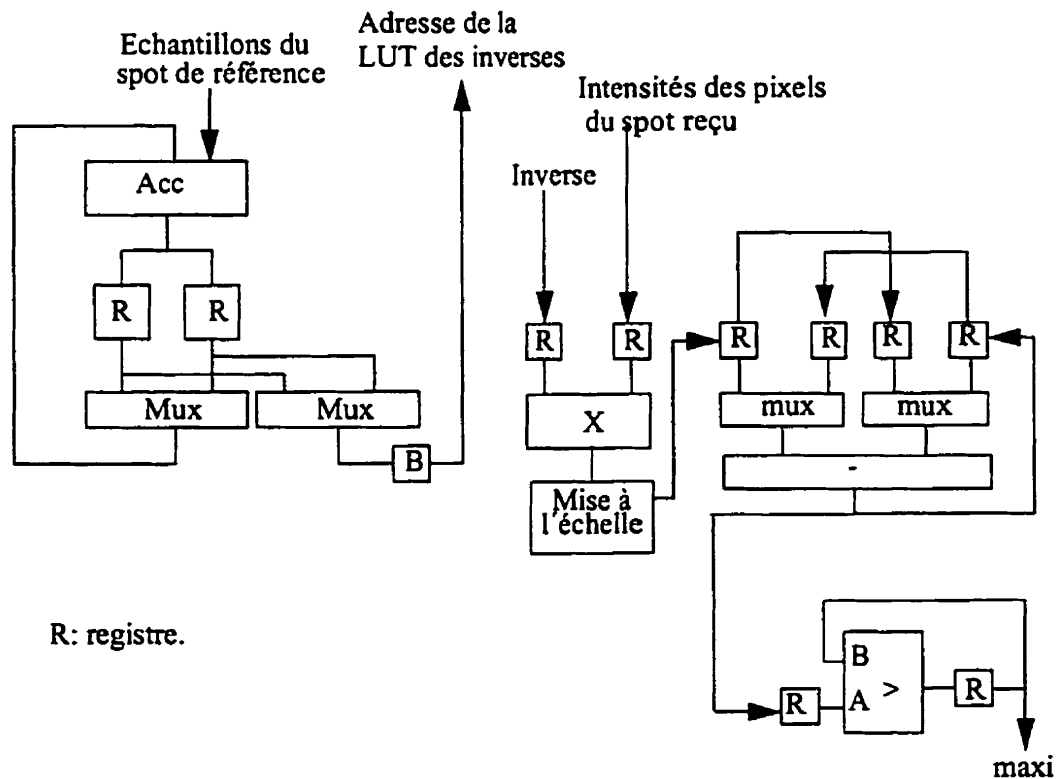 Adresse de la
LUT des inverses
Echantillons du
spot de référence
Intensités des pixels
du spot reçu
Inverse
Acc
R
R
R
R
R
R
R
R
Mux
Mux
mux
mux
X
B
-
Mise à
l'échelle
R: registre.
B
R
A
>
R
maxi